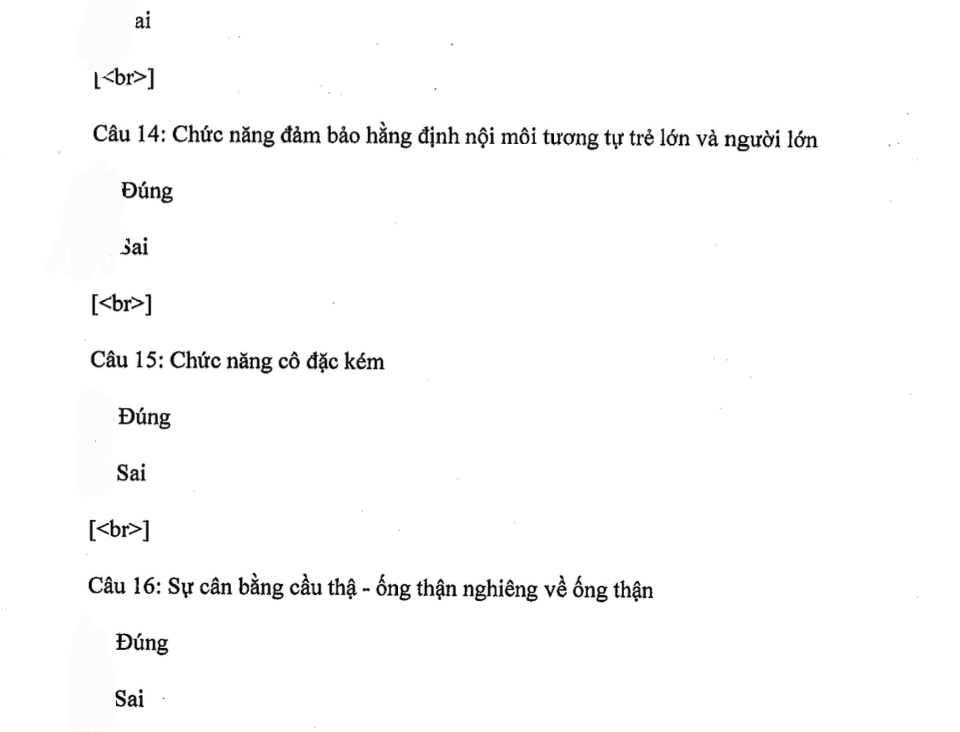 ai
[<br>]
Câu 14: Chức năng đảm bảo hằng định nội môi tương tự trẻ lớn và người lớn
Đúng
Sai
[<br>]
Câu 15: Chức năng cô đặc kém
Đúng
Sai
[<br>]
Câu 16: Sự cân bằng cầu thậ - ống thận nghiêng về ống thận
Đúng
Sai